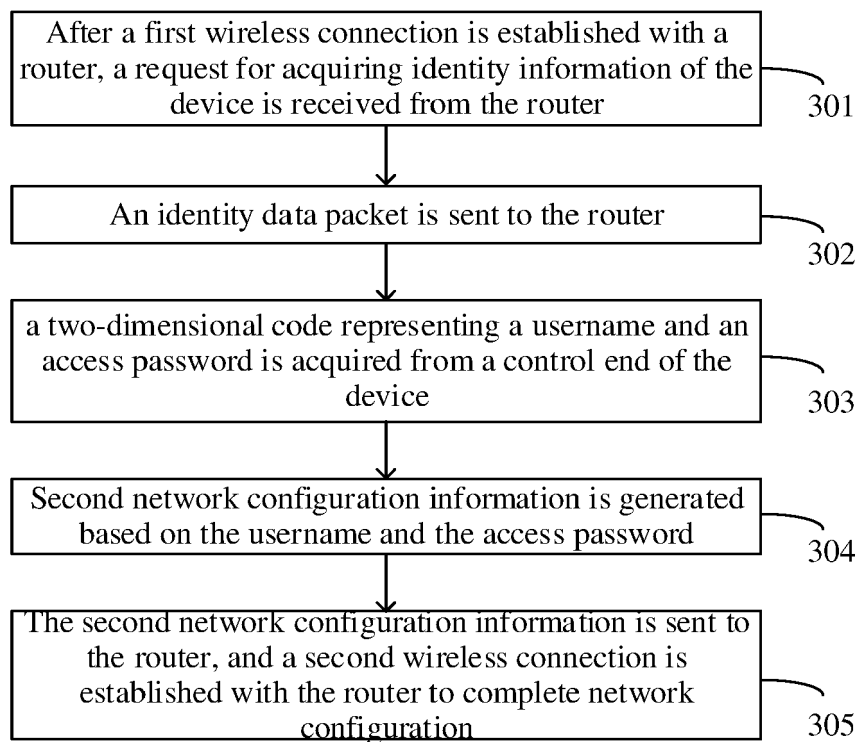 After a first wireless connection is established with a
router, a request for acquiring identity information of the
device is received from the router
301
An identity data packet is sent to the router
302
a two-dimensional code representing a username and an
access password is acquired from a control end of the
device
303
Second network configuration information is generated
based on the username and the access password
304
The second network configuration information is sent to
the router, and a second wireless connection is
established with the router to complete network
configuration
305